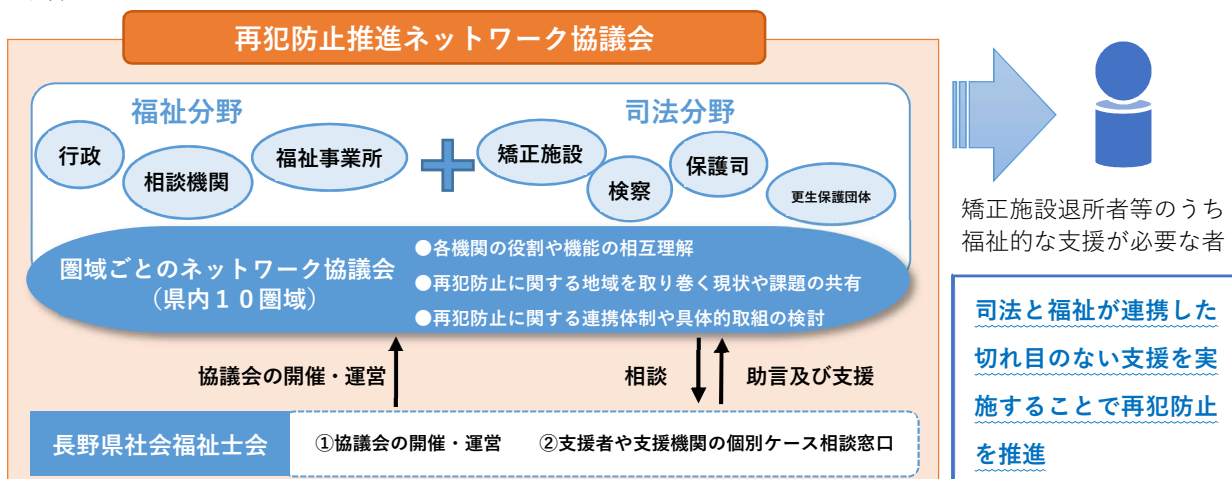 再犯防止推進ネットワーク協議会
福祉分野
司法分野
行政
相談機関
福祉事業所
矯正施設
検察
保護司
更生保護団体
圏域ごとのネットワーク協議会
（県内１０圏域）
●各機関の役割や機能の相互理解
●再犯防止に関する地域を取り巻く現状や課題の共有
●再犯防止に関する連携体制や具体的取組の検討
協議会の開催・運営
相談
助言及び支援
長野県社会福祉士会
①協議会の開催・運営
②支援者や支援機関の個別ケース相談窓口
矯正施設退所者等のうち
福祉的な支援が必要な者
司法と福祉が連携した
切れ目のない支援を実
施することで再犯防止
を推進